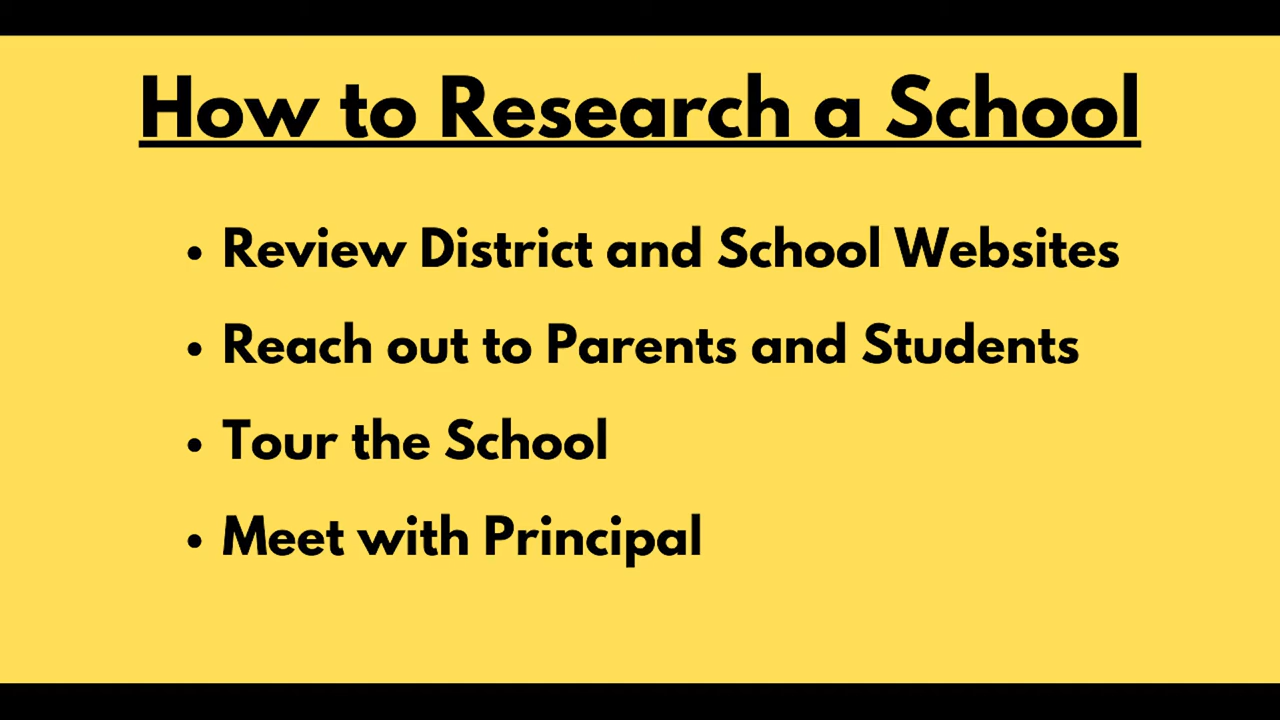 How to Research a School
• Review District and School Websites
• Reach out to Parents and Students
• Tour the School
• Meet with Principal